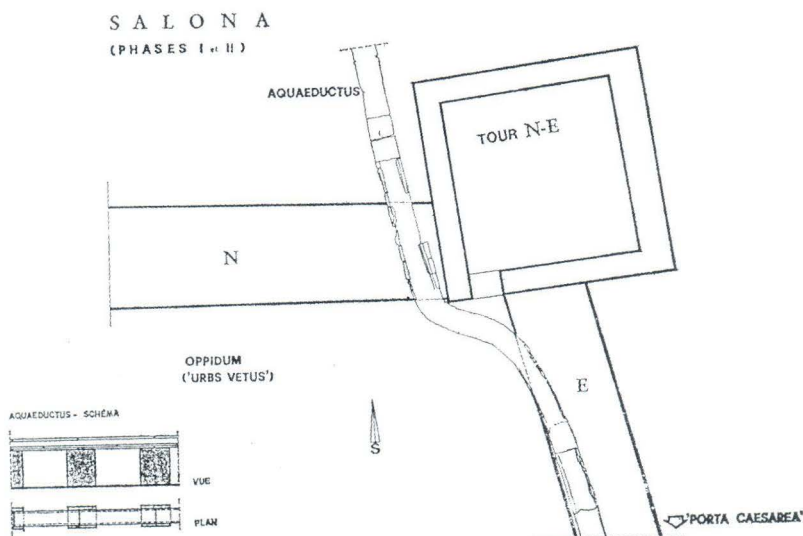 SALONA
(PHASES I et II)
AQUAEDUCTUS
TOUR N-E
N
OPPIDUM
('URBS VETUS')
E
S
AQUAEDUCTUS - SCHÉMA
VUE
PLAN
'PORTA CAESAREA'